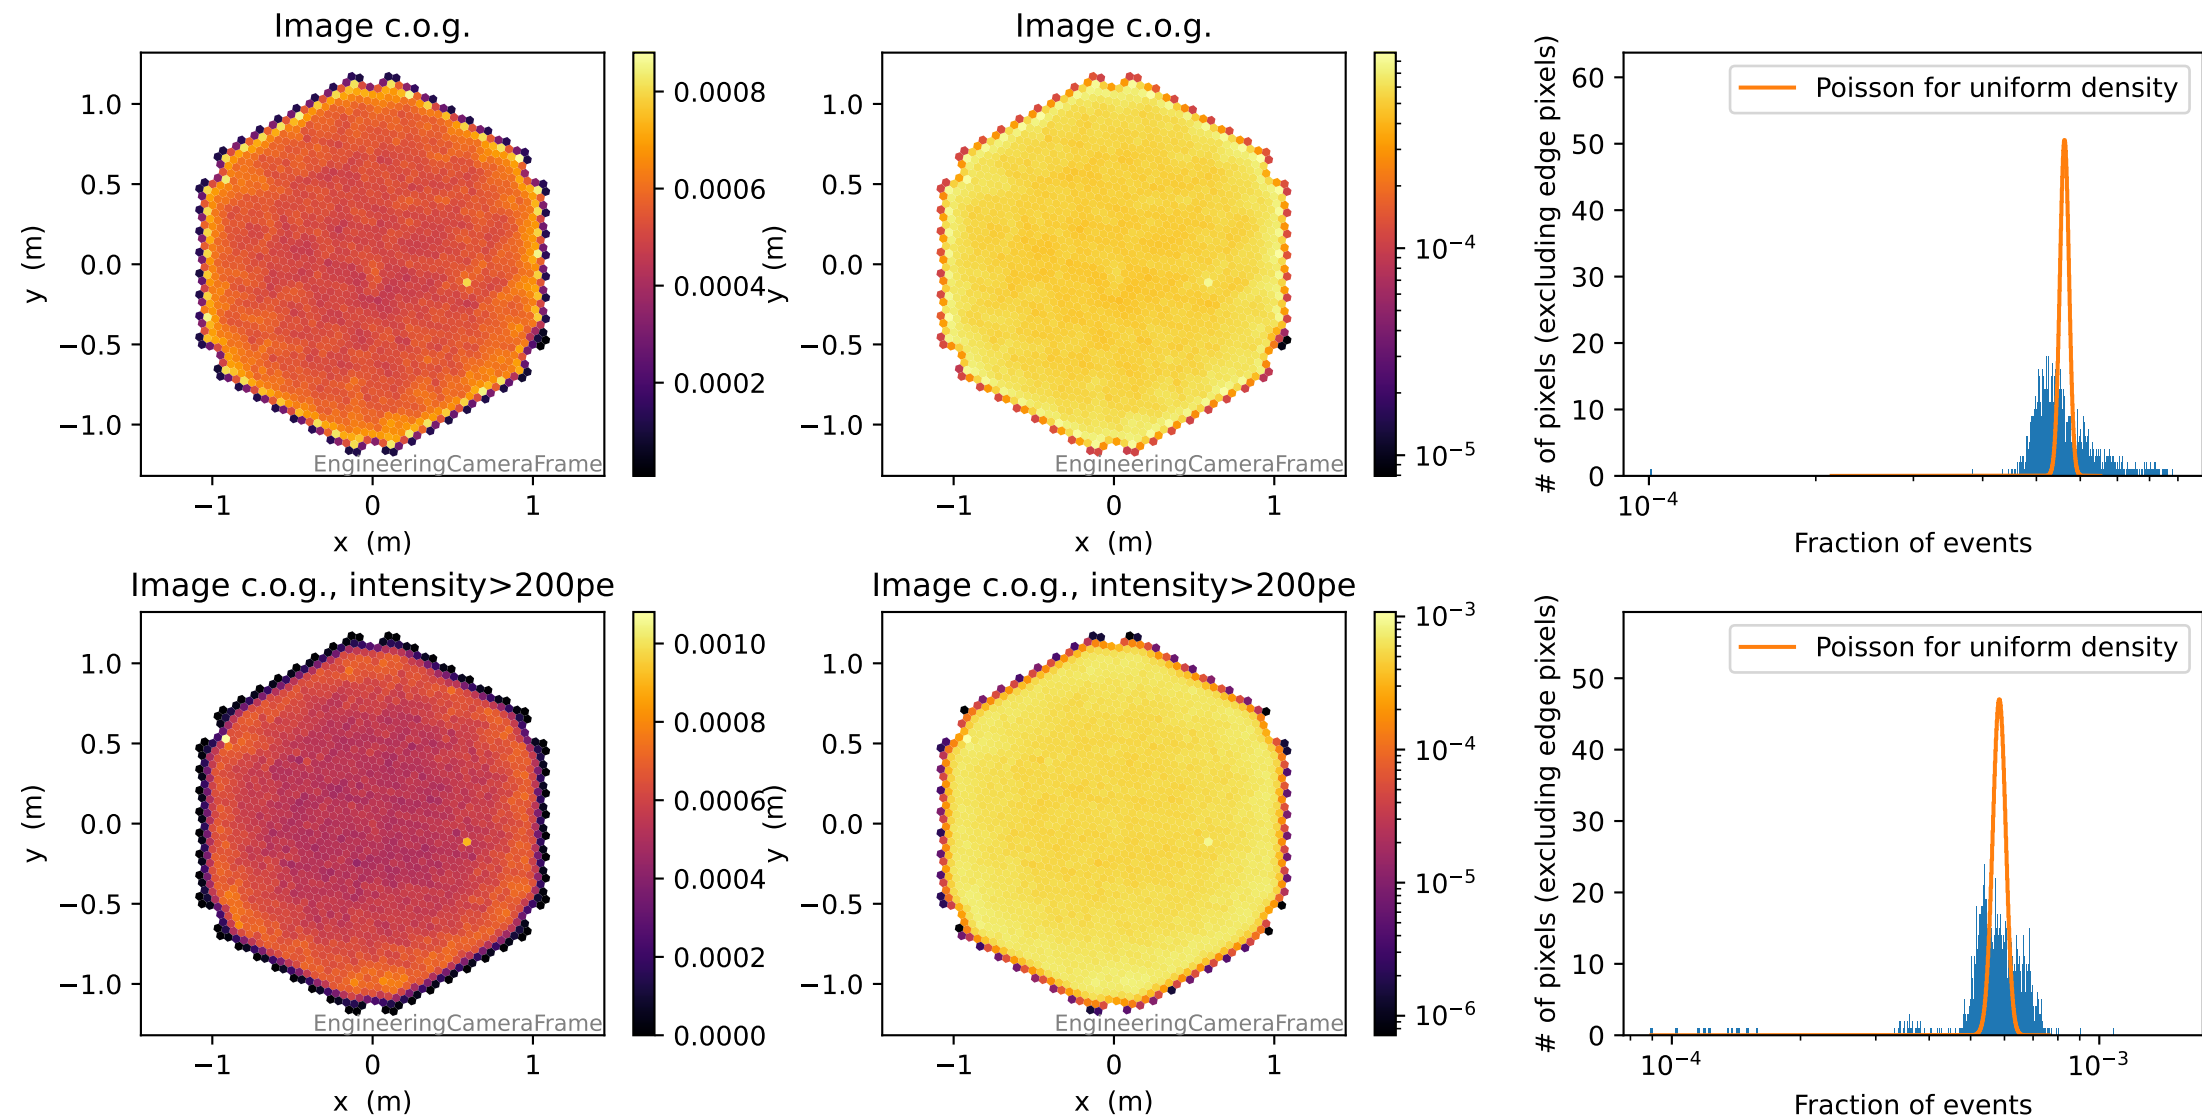 Image c.o.g.
1.0
0.5
0.0
−0.5
−1.0
y (m)
−1
0
1
x (m)
EngineeringCameraFrame
0.0008
0.0006
0.0004
0.0002
Image c.o.g.
1.0
0.5
0.0
−0.5
−1.0
y (m)
−1
0
1
x (m)
EngineeringCameraFrame
10⁻⁴
10⁻⁵
# of pixels (excluding edge pixels)
60
50
40
30
20
10
0
Poisson for uniform density
10⁻⁴
Fraction of events
Image c.o.g., intensity>200pe
1.0
0.5
0.0
−0.5
−1.0
y (m)
−1
0
1
x (m)
EngineeringCameraFrame
0.0010
0.0008
0.0006
0.0004
0.0002
0.0000
Image c.o.g., intensity>200pe
1.0
0.5
0.0
−0.5
−1.0
y (m)
−1
0
1
x (m)
EngineeringCameraFrame
10⁻³
10⁻⁴
10⁻⁵
10⁻⁶
# of pixels (excluding edge pixels)
50
40
30
20
10
0
Poisson for uniform density
10⁻⁴
10⁻³
Fraction of events